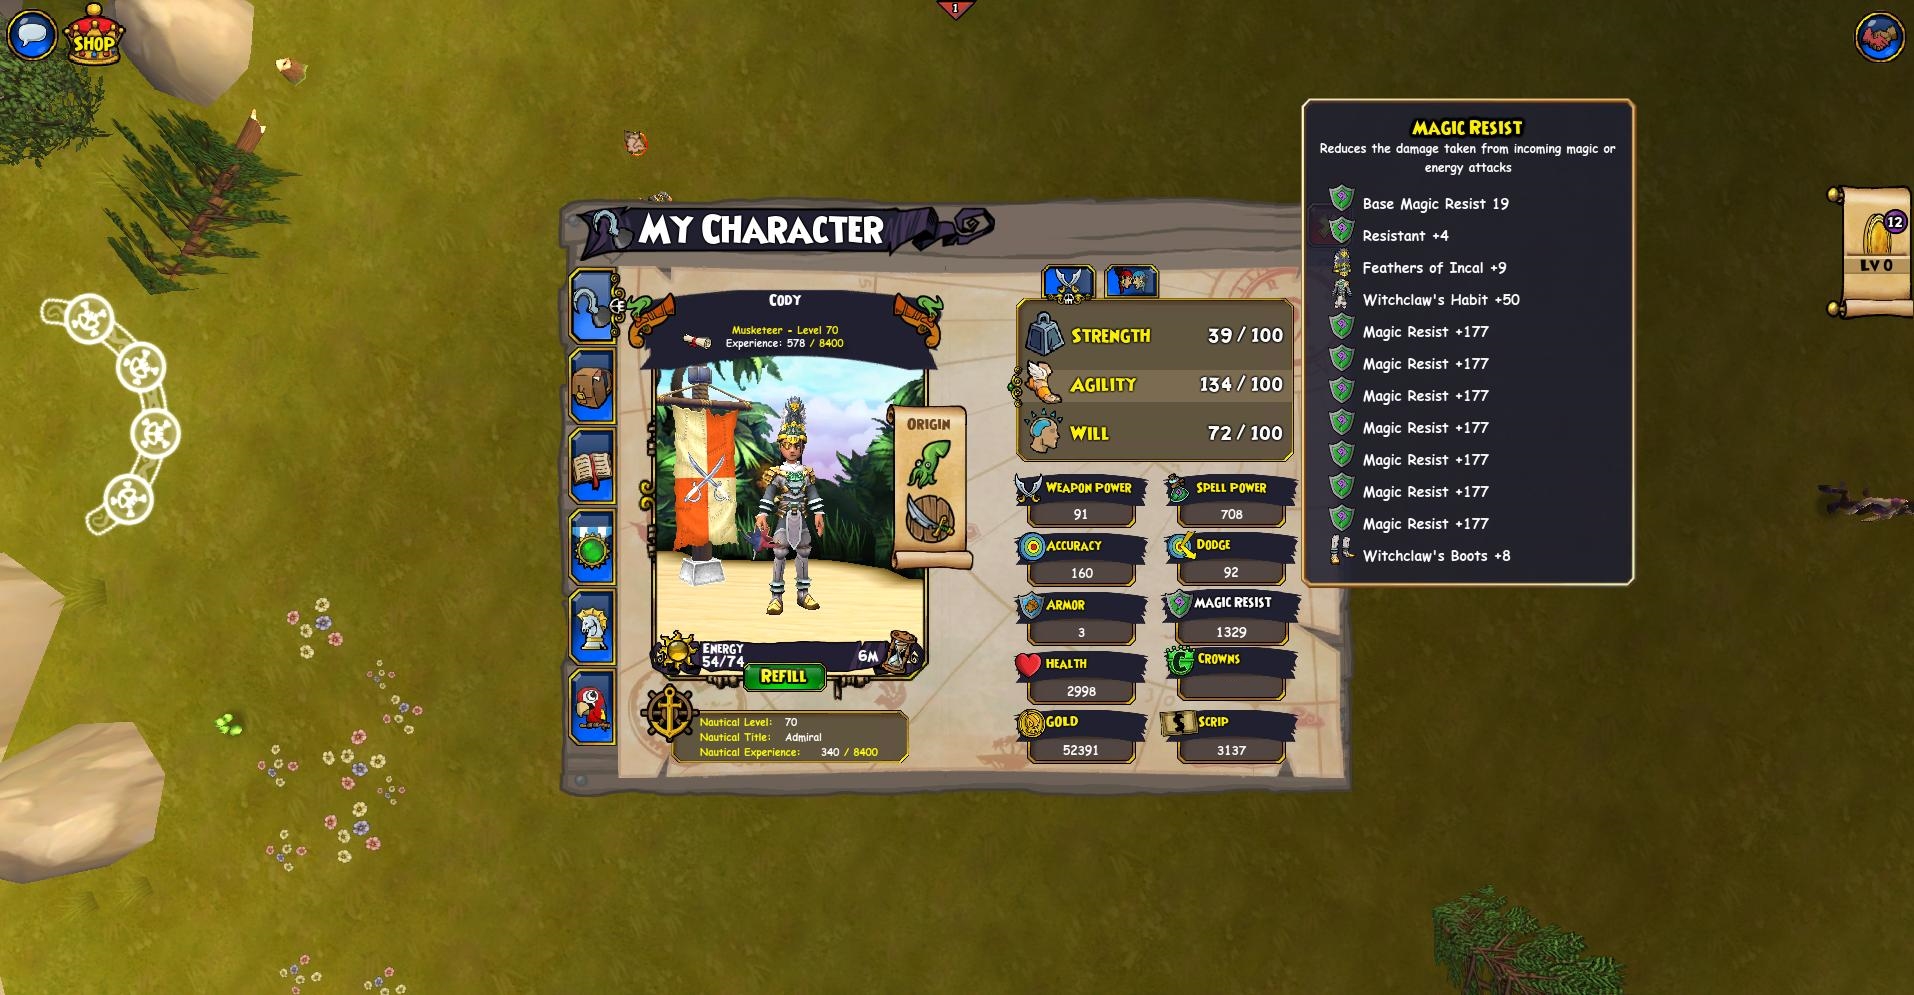 1
SHOP
12
LV 0
MAGIC RESIST
Reduces the damage taken from incoming magic or
energy attacks
Base Magic Resist 19
Resistant +4
Feathers of Incal +9
Witchclaw's Habit +50
Magic Resist +177
Magic Resist +177
Magic Resist +177
Magic Resist +177
Magic Resist +177
Magic Resist +177
Magic Resist +177
Witchclaw's Boots +8
MY CHARACTER
CODY
Musketeer - Level 70
Experience: 578 / 8400
ORIGIN
ENERGY
54/74
6M
REFILL
Nautical Level: 70
Nautical Title: Admiral
Nautical Experience: 340 / 8400
STRENGTH 39 / 100
AGILITY 134 / 100
WILL 72 / 100
WEAPON POWER
91
SPELL POWER
708
ACCURACY
160
DODGE
92
ARMOR
3
MAGIC RESIST
1329
HEALTH
2998
CROWNS
GOLD
52391
SCRIP
3137